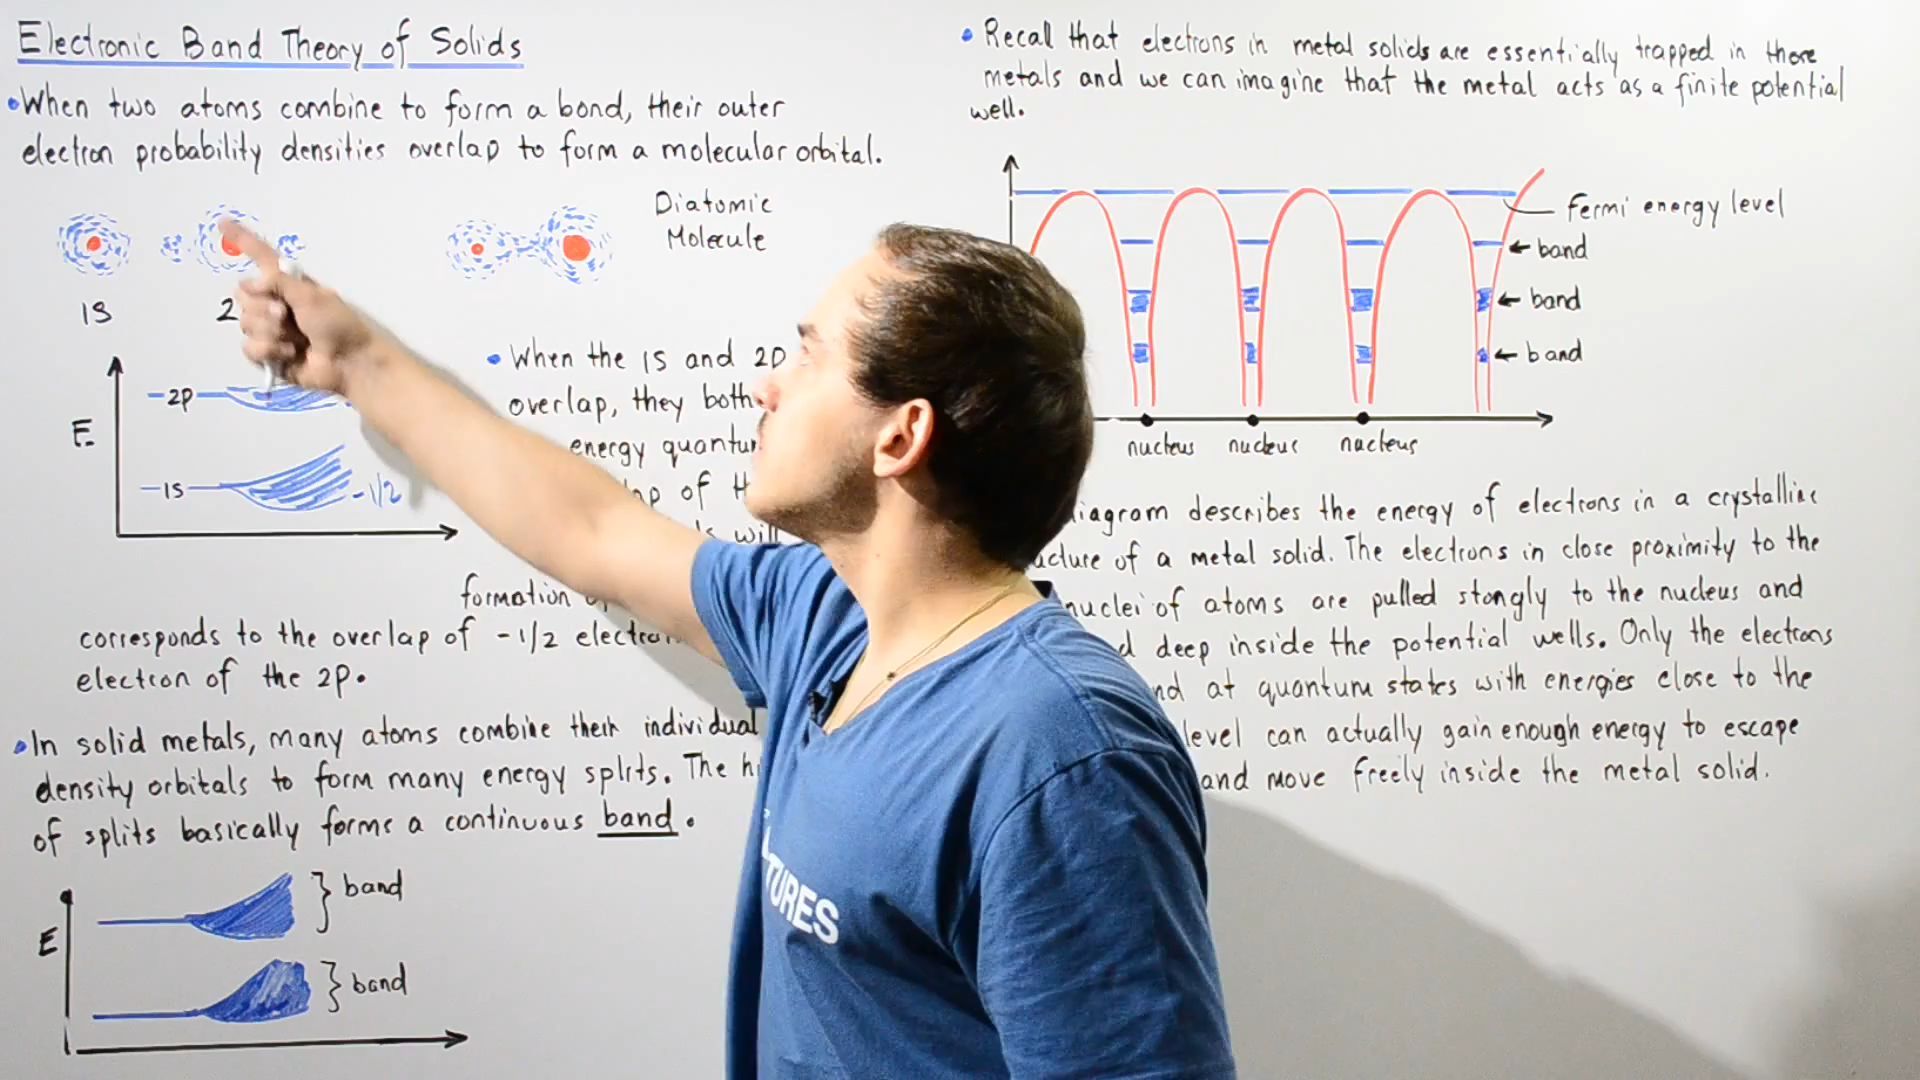 Electronic Band Theory of Solids
•When two atoms combine to form a bond, their outer
electron probability densities overlap to form a molecular orbital.
Diatomic
Molecule
1S
2
• When the 1S and 2P
overlap, they both
energy quantum
of
will
formation
corresponds to the overlap of -1/2
electron of the 2p.
E
-2P-
-1S-
-1/2
•In solid metals, many atoms combine their individual
density orbitals to form many energy splits. The
of splits basically forms a continuous band.
E
} band
} band
• Recall that electrons in metal solids are essentially trapped in there
metals and we can imagine that the metal acts as a finite potential
well.
Fermi energy level
← band
← band
← band
nucleus nucleus nucleus
diagram describes the energy of electrons in a crystalline
of a metal solid. The electrons in close proximity to the
nuclei of atoms are pulled stongly to the nucleus and
deep inside the potential wells. Only the electrons
at quantum states with energies close to the
level can actually gain enough energy to escape
and move freely inside the metal solid.
TURES